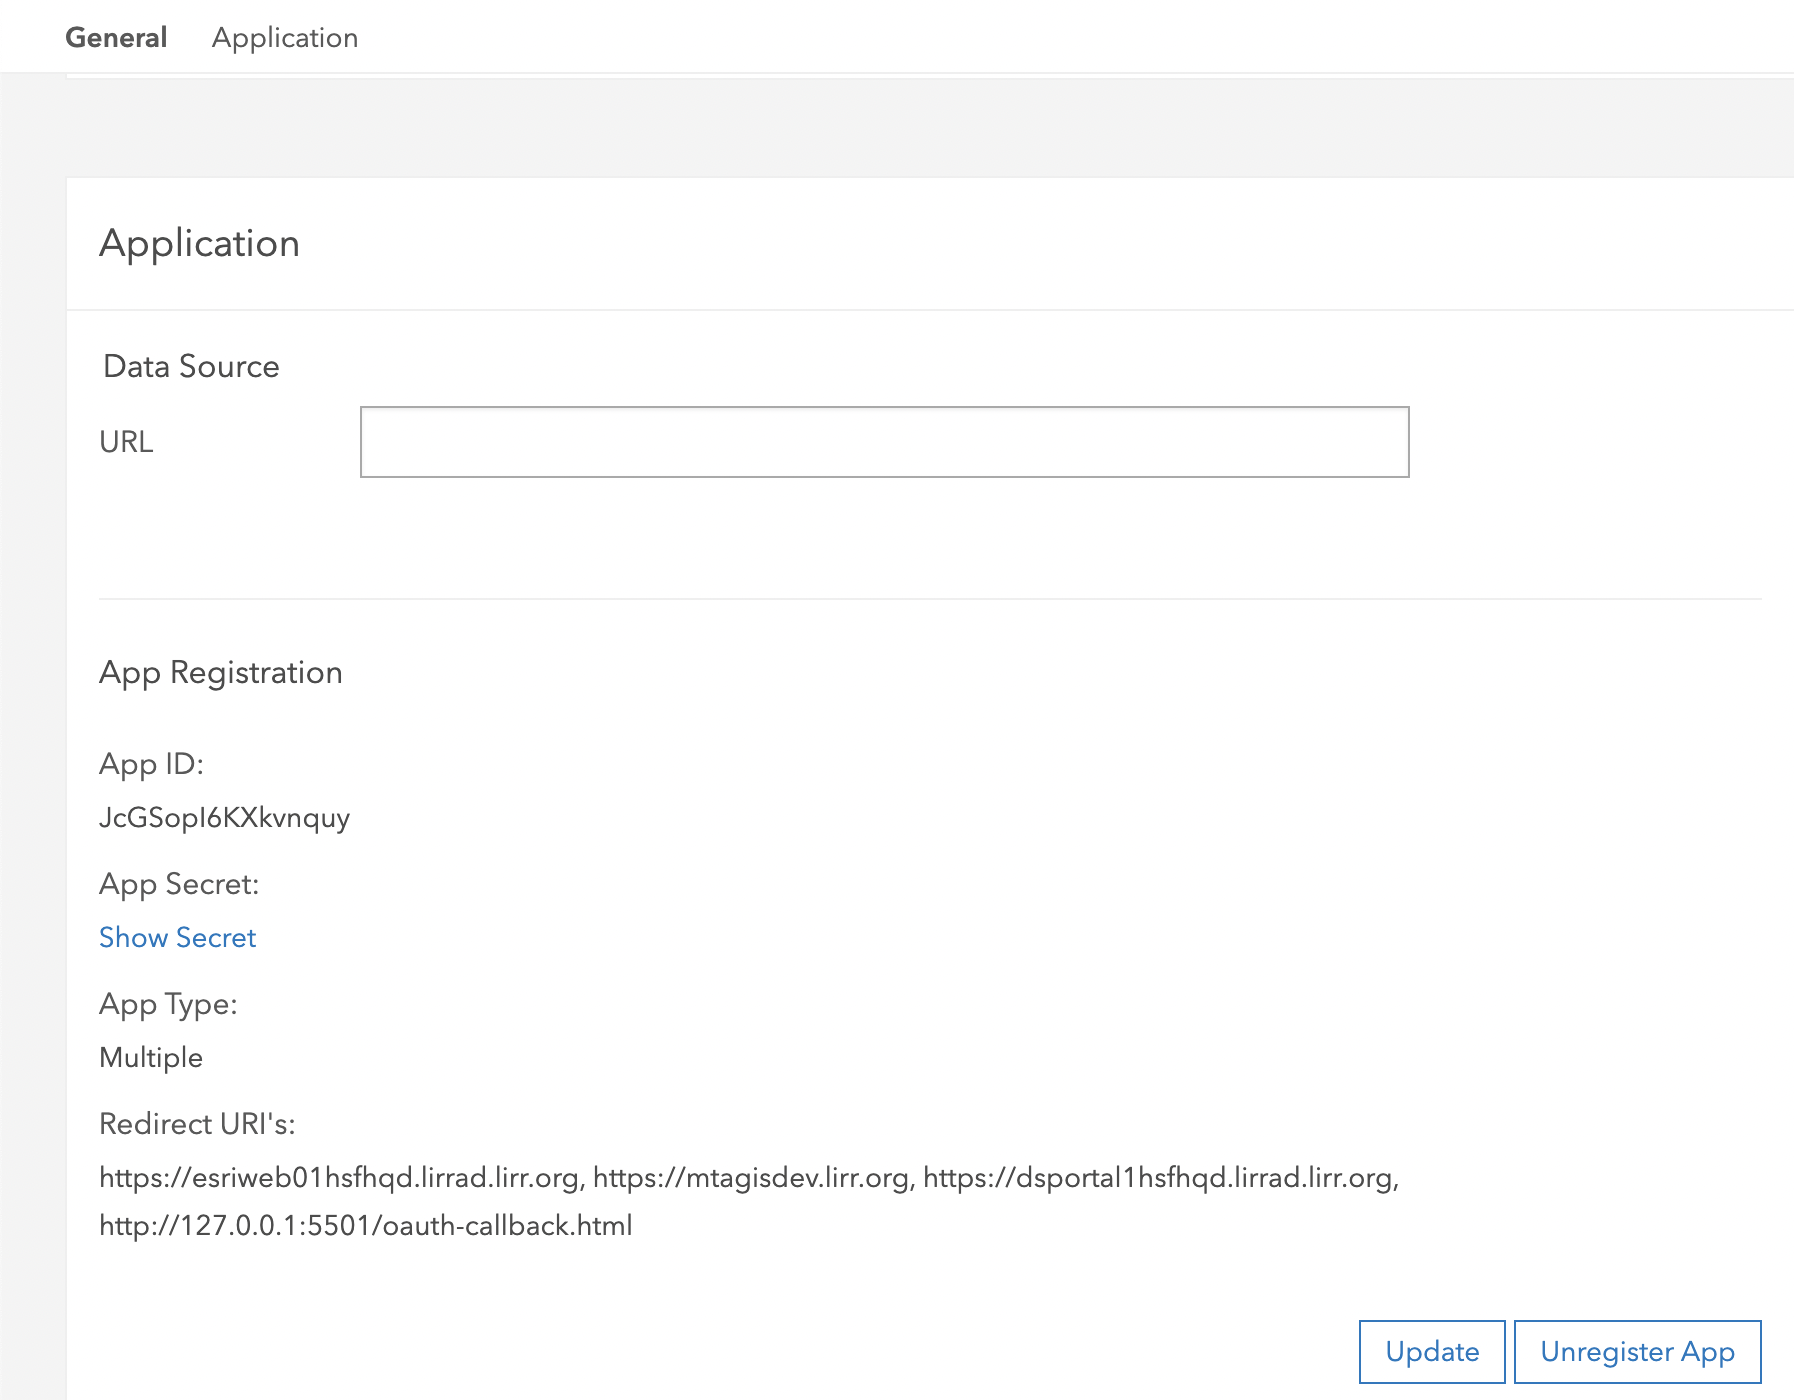 General Application
Application
Data Source
URL
App Registration
App ID:
JcGSopI6KXkvnquy
App Secret:
Show Secret
App Type:
Multiple
Redirect URI's:
https://esriweb01hsfhqd.lirrad.lirr.org, https://mtagisdev.lirr.org, https://dsportal1hsfhqd.lirrad.lirr.org,
http://127.0.0.1:5501/oauth-callback.html
Update Unregister App